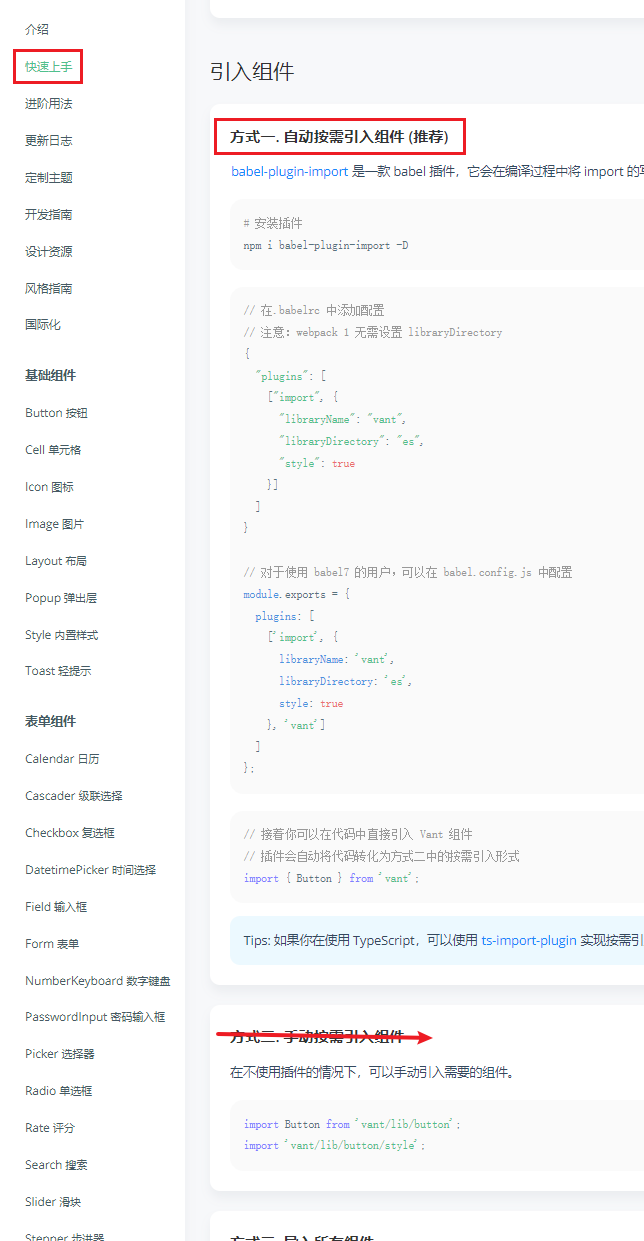 介绍
快速上手
进阶用法
更新日志
定制主题
开发指南
设计资源
风格指南
国际化
基础组件
Button 按钮
Cell 单元格
Icon 图标
Image 图片
Layout 布局
Popup 弹出层
Style 内置样式
Toast 轻提示
表单组件
Calendar 日历
Cascader 级联选择
Checkbox 复选框
DatetimePicker 时间选择
Field 输入框
Form 表单
NumberKeyboard 数字键盘
PasswordInput 密码输入框
Picker 选择器
Radio 单选框
Rate 评分
Search 搜索
Slider 滑块
Stepper 步进器
引入组件
方式一. 自动按需引入组件 (推荐)
babel-plugin-import 是一款 babel 插件，它会在编译过程中将 import 的写
# 安装插件
npm i babel-plugin-import -D
// 在.babelrc 中添加配置
// 注意：webpack 1 无需设置 libraryDirectory
{
"plugins": [
["import", {
"libraryName": "vant",
"libraryDirectory": "es",
"style": true
}]
]
}
// 对于使用 babel7 的用户，可以在 babel.config.js 中配置
module.exports = {
plugins: [
['import', {
libraryName: 'vant',
libraryDirectory: 'es',
style: true
}, 'vant']
]
};
// 接着你可以在代码中直接引入 Vant 组件
// 插件会自动将代码转化为方式二中的按需引入形式
import { Button } from 'vant';
Tips: 如果你在使用 TypeScript，可以使用 ts-import-plugin 实现按需引
方式二. 手动按需引入组件
在不使用插件的情况下，可以手动引入需要的组件。
import Button from 'vant/lib/button';
import 'vant/lib/button/style';
方式三. 导入所有组件